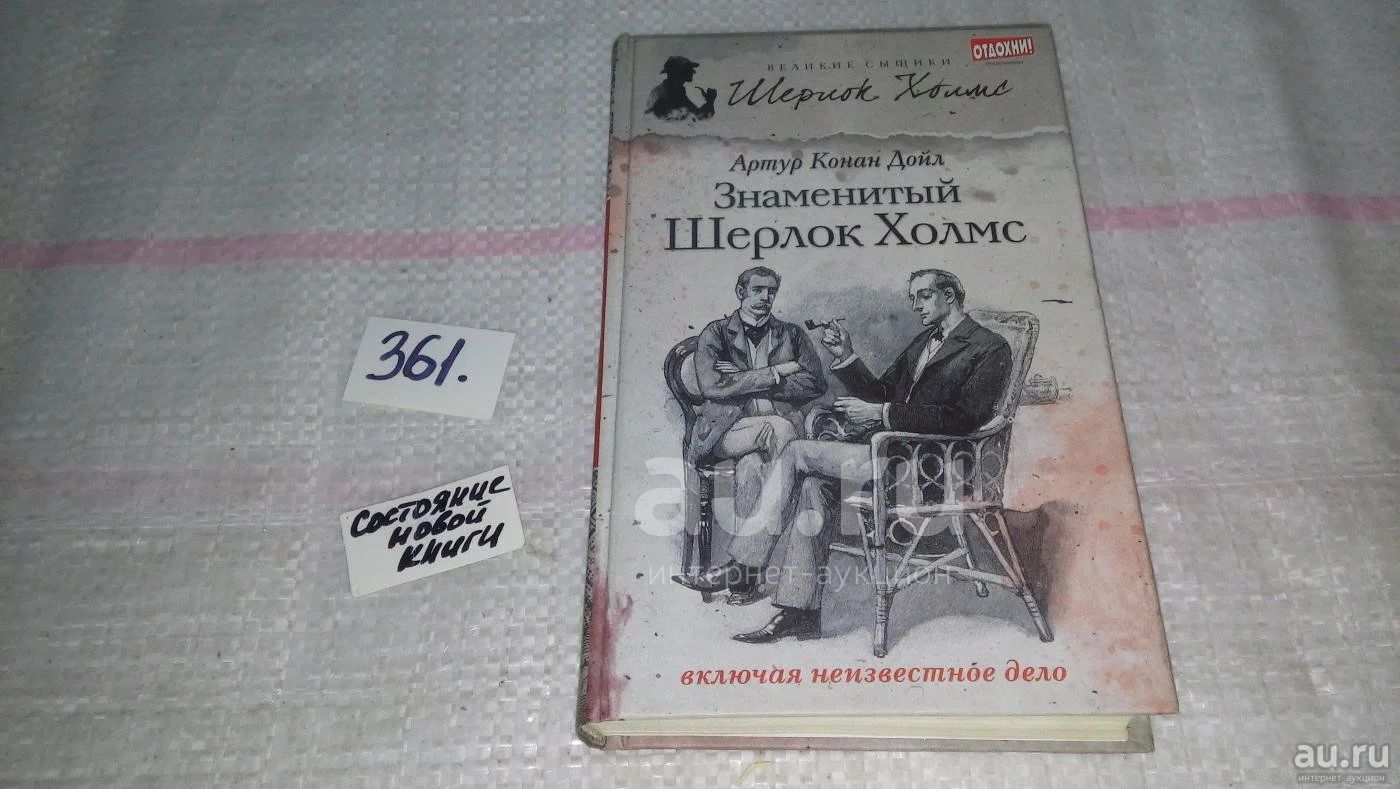 ОТДОХНИ!
ВЕЛИКИЕ СЫЩИКИ
Шерлок Холмс
Артур Конан Дойл
Знаменитый
Шерлок Холмс
361.
состояние
новой
книги
au.ru
интернет-аукцион
включая неизвестное дело
au.ru
интернет-аукцион